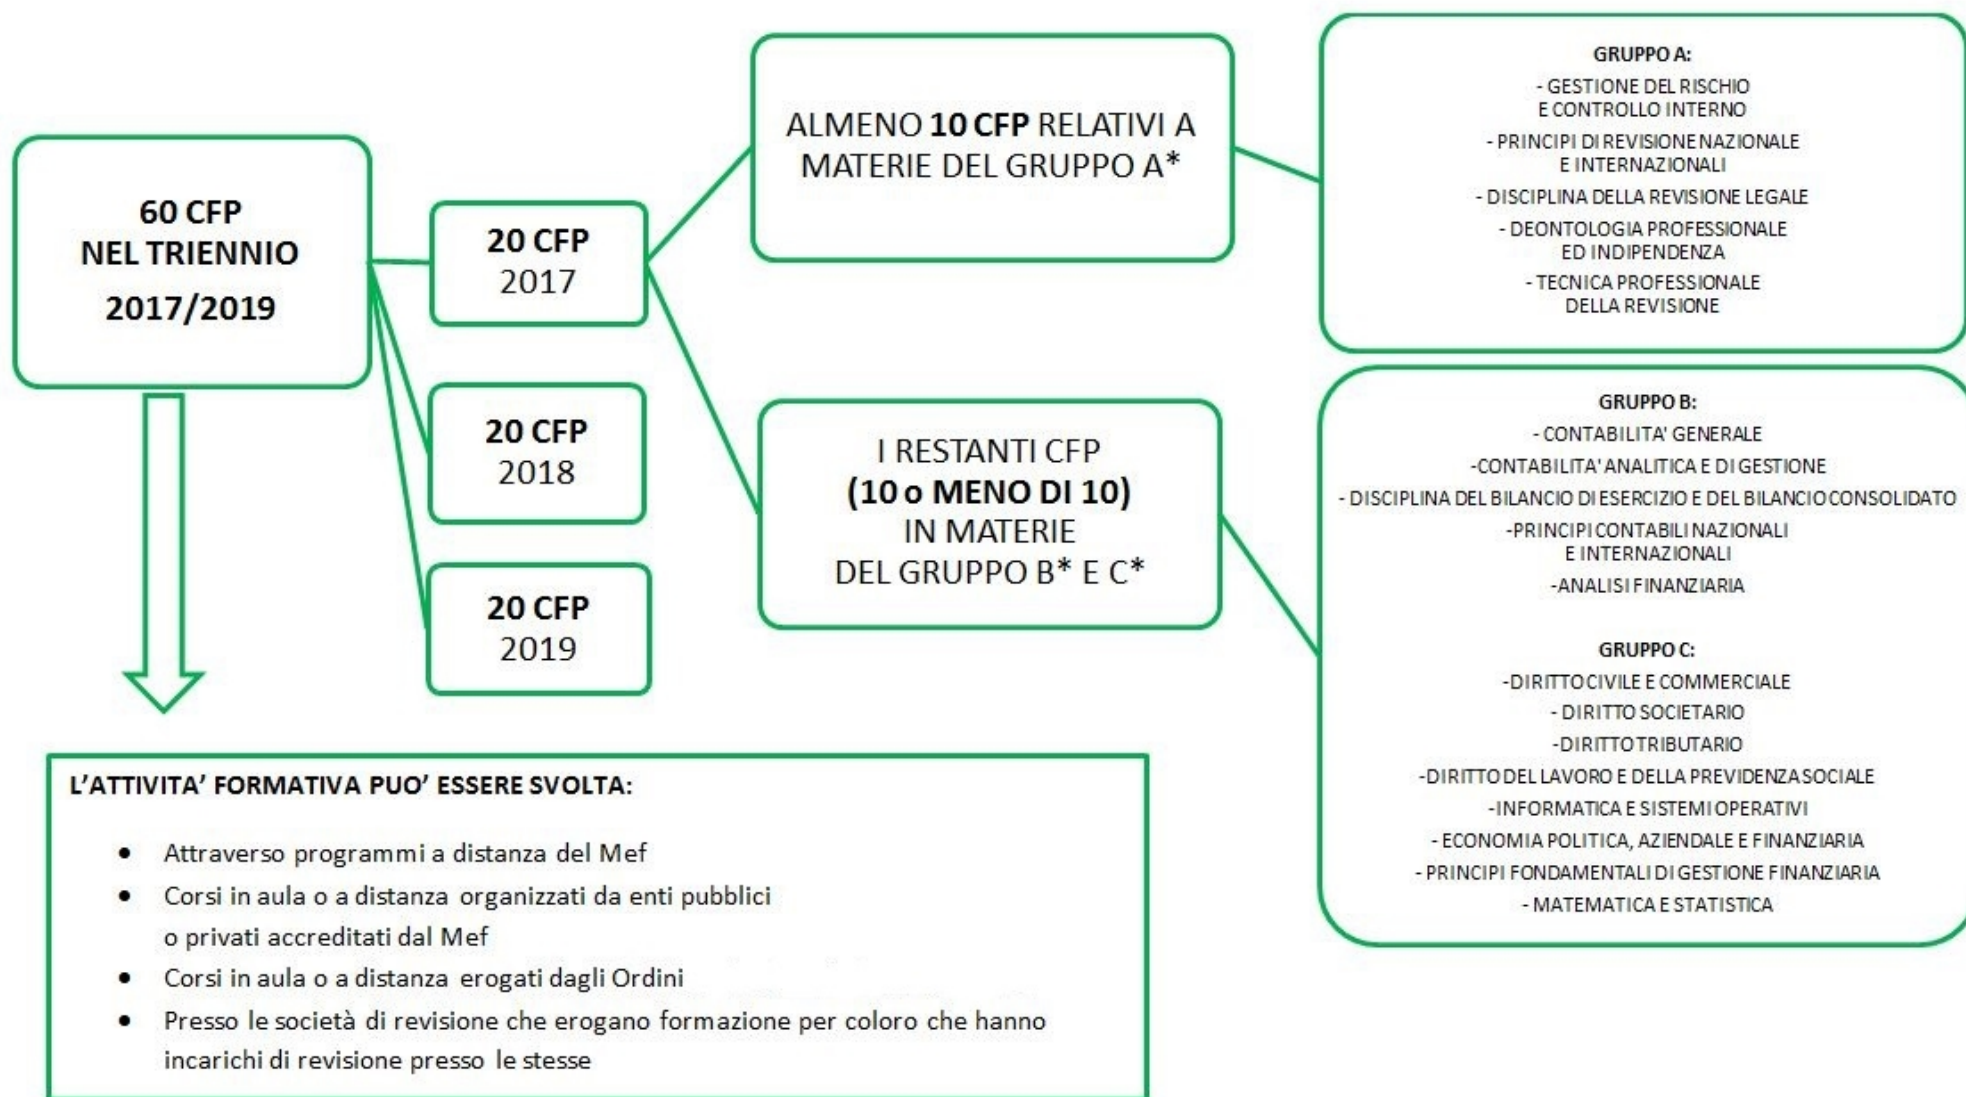 60 CFP
NEL TRIENNIO
2017/2019
20 CFP
2017
20 CFP
2018
20 CFP
2019
ALMENO 10 CFP RELATIVI A
MATERIE DEL GRUPPO A*
I RESTANTI CFP
(10 o MENO DI 10)
IN MATERIE
DEL GRUPPO B* E C*
GRUPPO A:
- GESTIONE DEL RISCHIO
E CONTROLLO INTERNO
- PRINCIPI DI REVISIONE NAZIONALE
E INTERNAZIONALI
- DISCIPLINA DELLA REVISIONE LEGALE
- DEONTOLOGIA PROFESSIONALE
ED INDIPENDENZA
- TECNICA PROFESSIONALE
DELLA REVISIONE
GRUPPO B:
- CONTABILITA' GENERALE
-CONTABILITA' ANALITICA E DI GESTIONE
- DISCIPLINA DEL BILANCIO DI ESERCIZIO E DEL BILANCIO CONSOLIDATO
-PRINCIPI CONTABILI NAZIONALI
E INTERNAZIONALI
-ANALISI FINANZIARIA
GRUPPO C:
-DIRITTO CIVILE E COMMERCIALE
- DIRITTO SOCIETARIO
-DIRITTO TRIBUTARIO
-DIRITTO DEL LAVORO E DELLA PREVIDENZA SOCIALE
-INFORMATICA E SISTEMI OPERATIVI
- ECONOMIA POLITICA, AZIENDALE E FINANZIARIA
- PRINCIPI FONDAMENTALI DI GESTIONE FINANZIARIA
- MATEMATICA E STATISTICA
L'ATTIVITA' FORMATIVA PUO' ESSERE SVOLTA:
• Attraverso programmi a distanza del Mef
• Corsi in aula o a distanza organizzati da enti pubblici
o privati accreditati dal Mef
• Corsi in aula o a distanza erogati dagli Ordini
• Presso le società di revisione che erogano formazione per coloro che hanno
incarichi di revisione presso le stesse